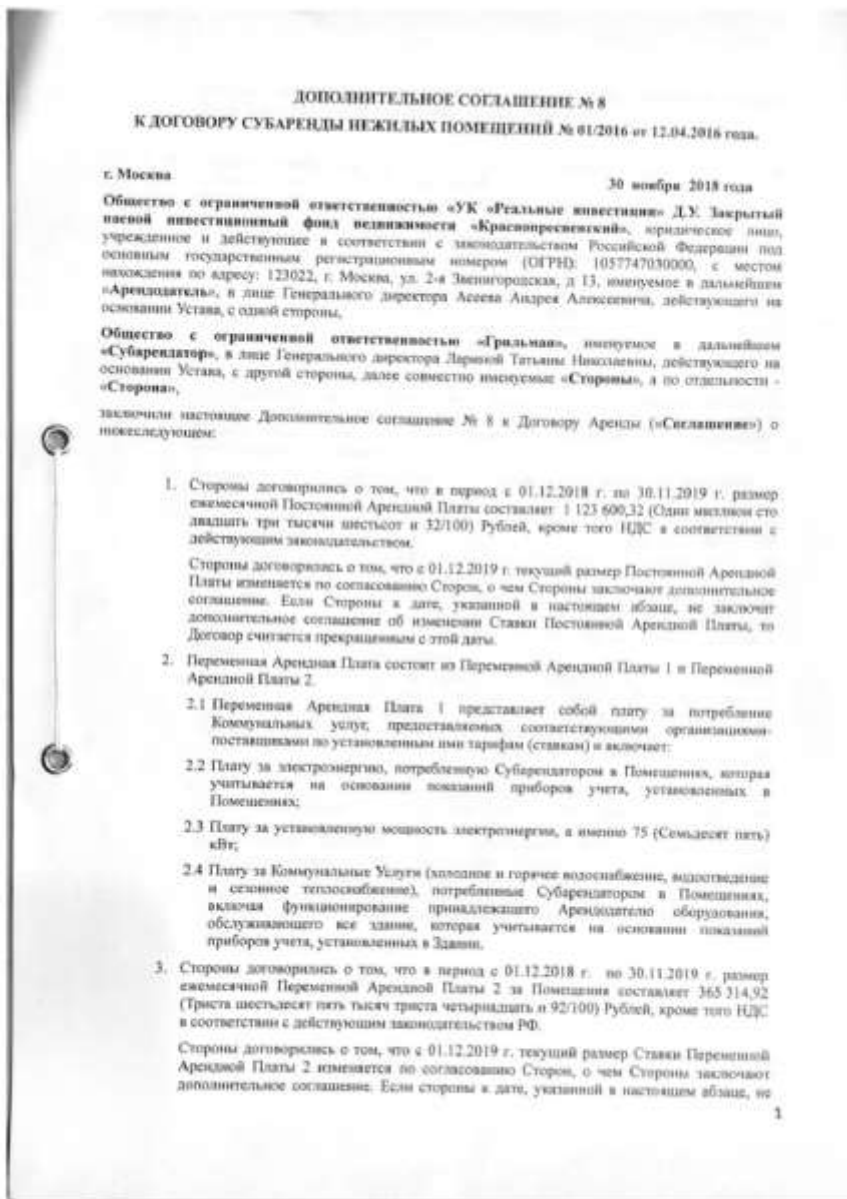 ДОПОЛНИТЕЛЬНОЕ СОГЛАШЕНИЕ № 8
К ДОГОВОРУ СУБАРЕНДЫ НЕЖИЛЫХ ПОМЕЩЕНИЙ № 01/2016 от 12.04.2016 года.
г. Москва
30 ноября 2018 года
Общество с ограниченной ответственностью «УК «Реальные инвестиции» Д.У. Закрытый
паевой инвестиционный фонд недвижимости «Краснопресненский», юридическое лицо,
учрежденное и действующее в соответствии с законодательством Российской Федерации под
основным государственным регистрационным номером (ОГРН): 1057747030000, с местом
нахождения по адресу: 123022, г. Москва, ул. 2-я Звенигородская, д 13, именуемое в дальнейшем
«Арендодатель», в лице Генерального директора Асеева Андрея Алексеевича, действующего на
основании Устава, с одной стороны,
Общество с ограниченной ответственностью «Грильман», именуемое в дальнейшем
«Субарендатор», в лице Генерального директора Лариной Татьяны Николаевны, действующего на
основании Устава, с другой стороны, далее совместно именуемые «Стороны», а по отдельности -
«Сторона»,
заключили настоящее Дополнительное соглашение № 8 к Договору Аренды («Соглашение») о
нижеследующем:
1. Стороны договорились о том, что в период с 01.12.2018 г. по 30.11.2019 г. размер
ежемесячной Постоянной Арендной Платы составляет 1 123 600,32 (Один миллион сто
двадцать три тысячи шестьсот и 32/100) Рублей, кроме того НДС в соответствии с
действующим законодательством.
Стороны договорились о том, что с 01.12.2019 г. текущий размер Постоянной Арендной
Платы изменяется по согласованию Сторон, о чем Стороны заключают дополнительное
соглашение. Если Стороны к дате, указанной в настоящем абзаце, не заключат
дополнительное соглашение об изменении Ставки Постоянной Арендной Платы, то
Договор считается прекращенным с этой даты.
2. Переменная Арендная Плата состоит из Переменной Арендной Платы 1 и Переменной
Арендной Платы 2.
2.1 Переменная Арендная Плата 1 представляет собой плату за потребление
Коммунальных услуг, предоставляемых соответствующими организациями-
поставщиками по установленным ими тарифам (ставкам) и включает:
2.2 Плату за электроэнергию, потребленную Субарендатором в Помещениях, которая
учитывается на основании показаний приборов учета, установленных в
Помещениях;
2.3 Плату за установленную мощность электроэнергии, а именно 75 (Семьдесят пять)
кВт;
2.4 Плату за Коммунальные Услуги (холодное и горячее водоснабжение, водоотведение
и сезонное теплоснабжение), потребленные Субарендатором в Помещениях,
включая функционирование принадлежащего Арендодателю оборудования,
обслуживающего все здание, которая учитывается на основании показаний
приборов учета, установленных в Здании.
3. Стороны договорились о том, что в период с 01.12.2018 г. по 30.11.2019 г. размер
ежемесячной Переменной Арендной Платы 2 за Помещения составляет 365 314,92
(Триста шестьдесят пять тысяч триста четырнадцать и 92/100) Рублей, кроме того НДС
в соответствии с действующим законодательством РФ.
Стороны договорились о том, что с 01.12.2019 г. текущий размер Ставки Переменной
Арендной Платы 2 изменяется по согласованию Сторон, о чем Стороны заключают
дополнительное соглашение. Если стороны к дате, указанной в настоящем абзаце, не
1